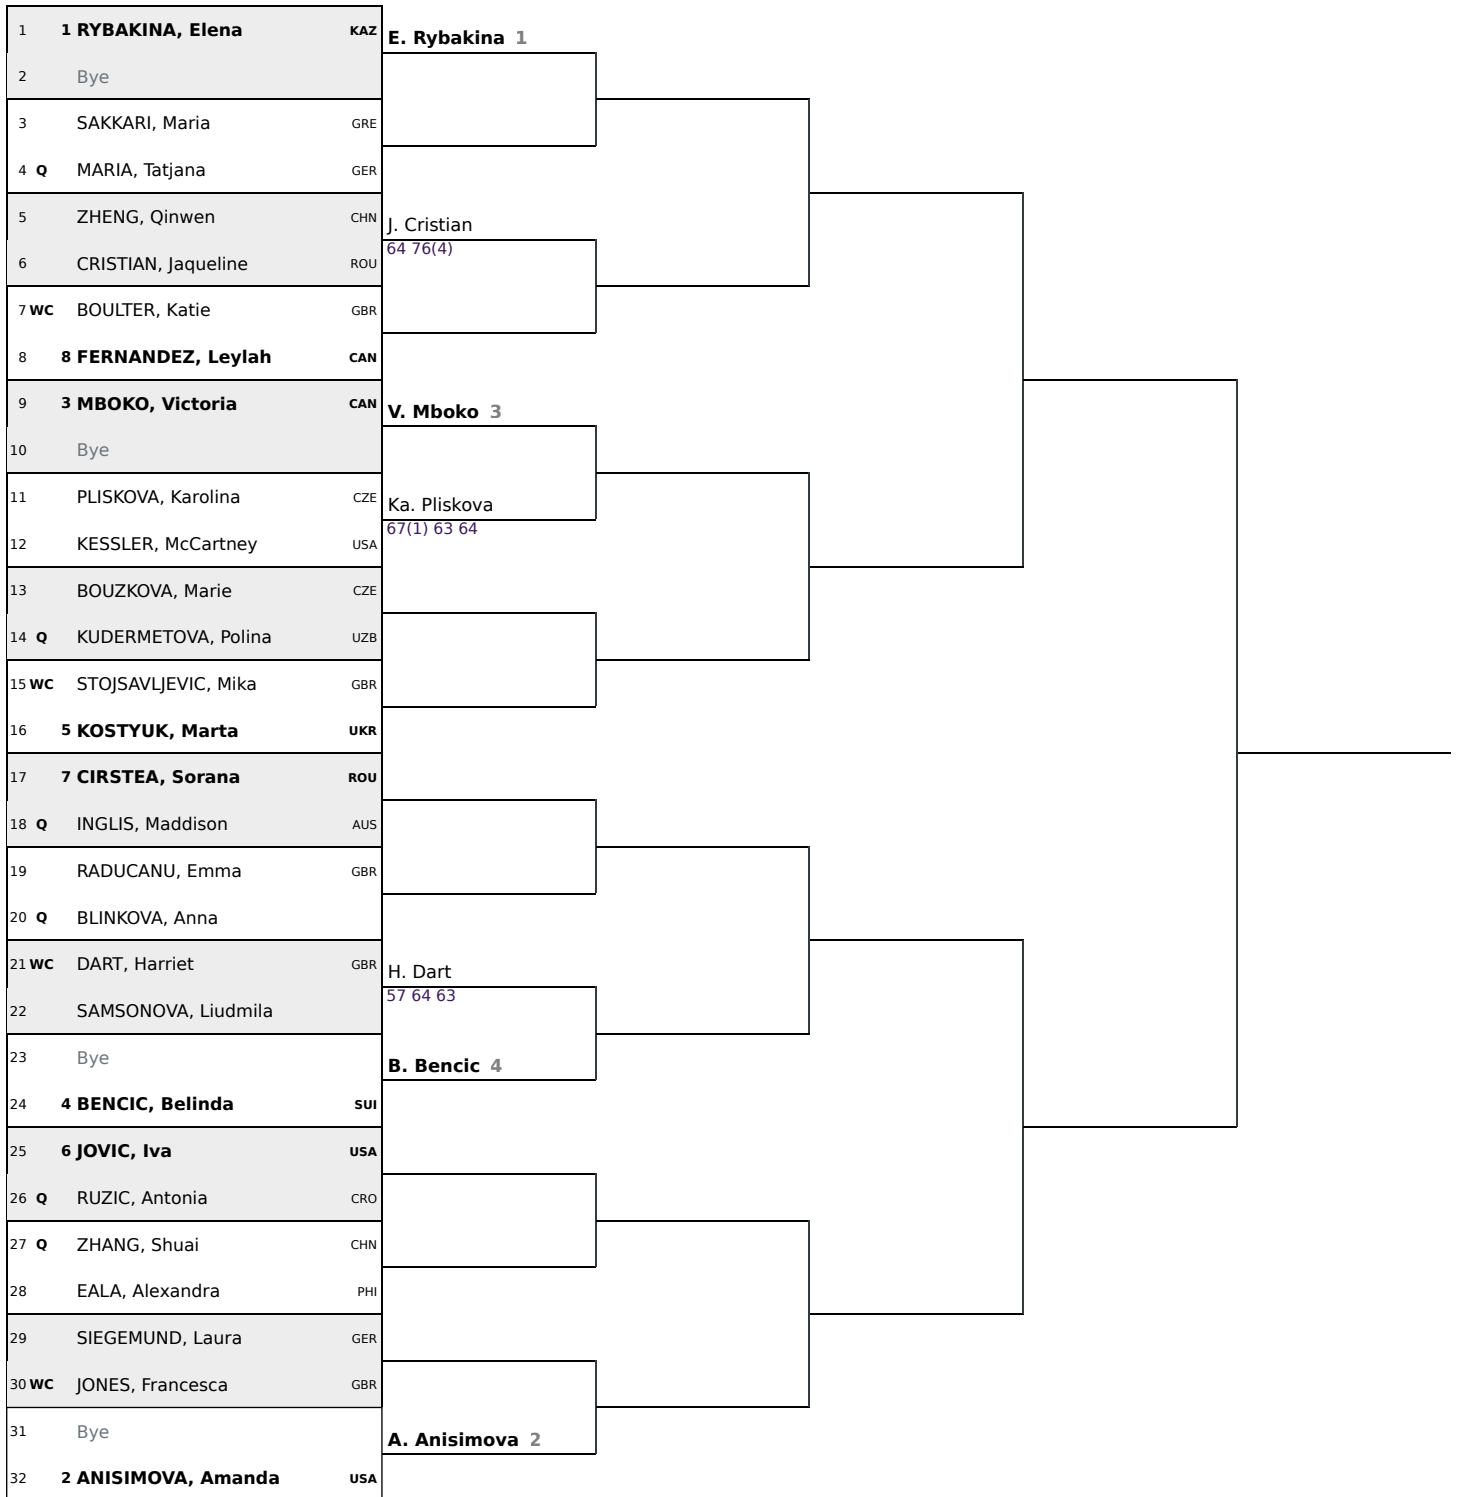 1 1 RYBAKINA, Elena KAZ
E. Rybakina 1
2 Bye
3 SAKKARI, Maria GRE
4 Q MARIA, Tatjana GER
5 ZHENG, Qinwen CHN
J. Cristian
64 76(4)
6 CRISTIAN, Jaqueline ROU
7 WC BOULTER, Katie GBR
8 8 FERNANDEZ, Leylah CAN
9 3 MBOKO, Victoria CAN
V. Mboko 3
10 Bye
11 PLISKOVA, Karolina CZE
Ka. Pliskova
67(1) 63 64
12 KESSLER, McCartney USA
13 BOUZKOVA, Marie CZE
14 Q KUDERMETOVA, Polina UZB
15 WC STOJSAVLJEVIC, Mika GBR
16 5 KOSTYUK, Marta UKR
17 7 CIRSTEA, Sorana ROU
18 Q INGLIS, Maddison AUS
19 RADUCANU, Emma GBR
20 Q BLINKOVA, Anna
21 WC DART, Harriet GBR
H. Dart
57 64 63
22 SAMSONOVA, Liudmila
23 Bye
B. Bencic 4
24 4 BENCIC, Belinda SUI
25 6 JOVIC, Iva USA
26 Q RUZIC, Antonia CRO
27 Q ZHANG, Shuai CHN
28 EALA, Alexandra PHI
29 SIEGEMUND, Laura GER
30 WC JONES, Francesca GBR
31 Bye
A. Anisimova 2
32 2 ANISIMOVA, Amanda USA